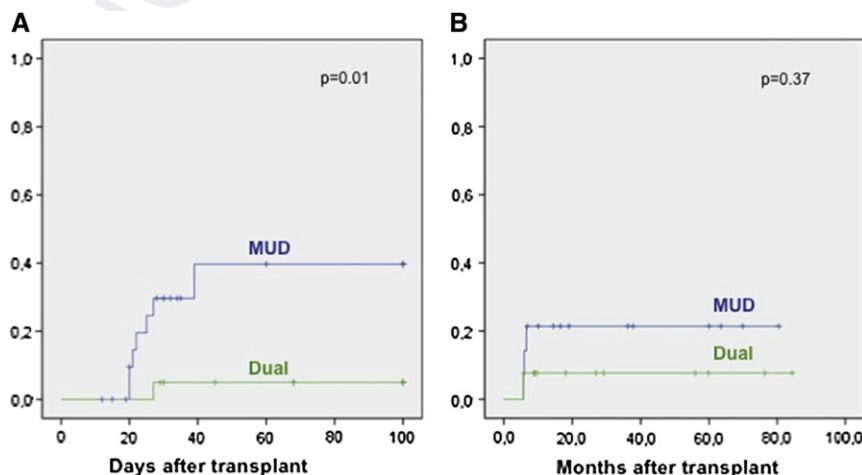 A
1,0
0,8
0,6
0,4
0,2
0,0
p=0.01
MUD
Dual
0 20 40 60 80 100
Days after transplant
B
1,0
0,8
0,6
0,4
0,2
0,0
p=0.37
MUD
Dual
0,0 20,0 40,0 60,0 80,0 100,0
Months after transplant